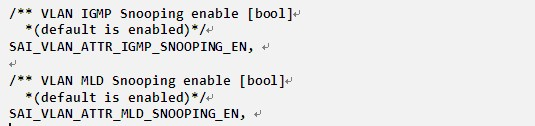 /** VLAN IGMP Snooping enable [bool]
*(default is enabled)*/
SAI_VLAN_ATTR_IGMP_SNOOPING_EN,
/** VLAN MLD Snooping enable [bool]
*(default is enabled)*/
SAI_VLAN_ATTR_MLD_SNOOPING_EN,